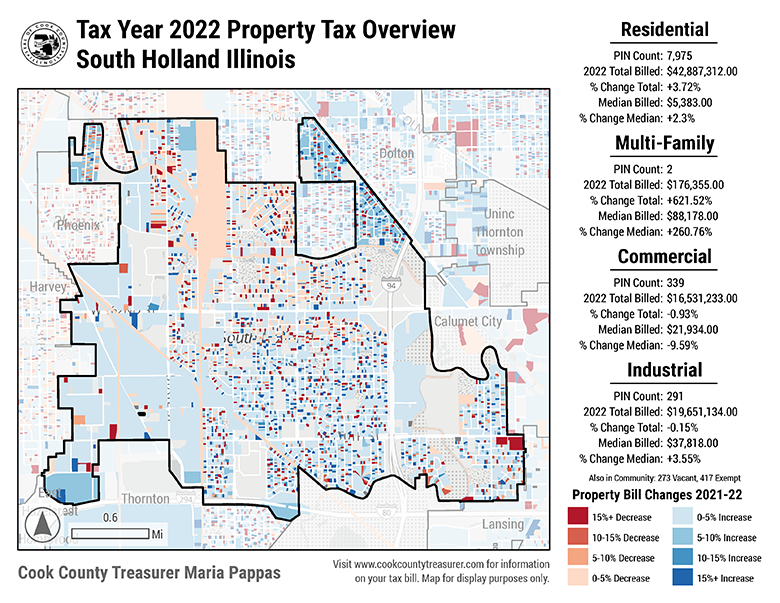 Tax Year 2022 Property Tax Overview
South Holland Illinois
Dolton
Phoenix
Uninc
Thornton
Township
Harvey
94
Calumet City
Thornton
294
80
Lansing
0.6
Mi
Cook County Treasurer Maria Pappas
Visit www.cookcountytreasurer.com for information
on your tax bill. Map for display purposes only.
Residential
PIN Count: 7,975
2022 Total Billed: $42,887,312.00
% Change Total: +3.72%
Median Billed: $5,383.00
% Change Median: +2.3%
Multi-Family
PIN Count: 2
2022 Total Billed: $176,355.00
% Change Total: +621.52%
Median Billed: $88,178.00
% Change Median: +260.76%
Commercial
PIN Count: 339
2022 Total Billed: $16,531,233.00
% Change Total: -0.93%
Median Billed: $21,934.00
% Change Median: -9.59%
Industrial
PIN Count: 291
2022 Total Billed: $19,651,134.00
% Change Total: -0.15%
Median Billed: $37,818.00
% Change Median: +3.55%
Also in Community: 273 Vacant, 417 Exempt
Property Bill Changes 2021-22
15%+ Decrease
10-15% Decrease
5-10% Decrease
0-5% Decrease
0-5% Increase
5-10% Increase
10-15% Increase
15%+ Increase